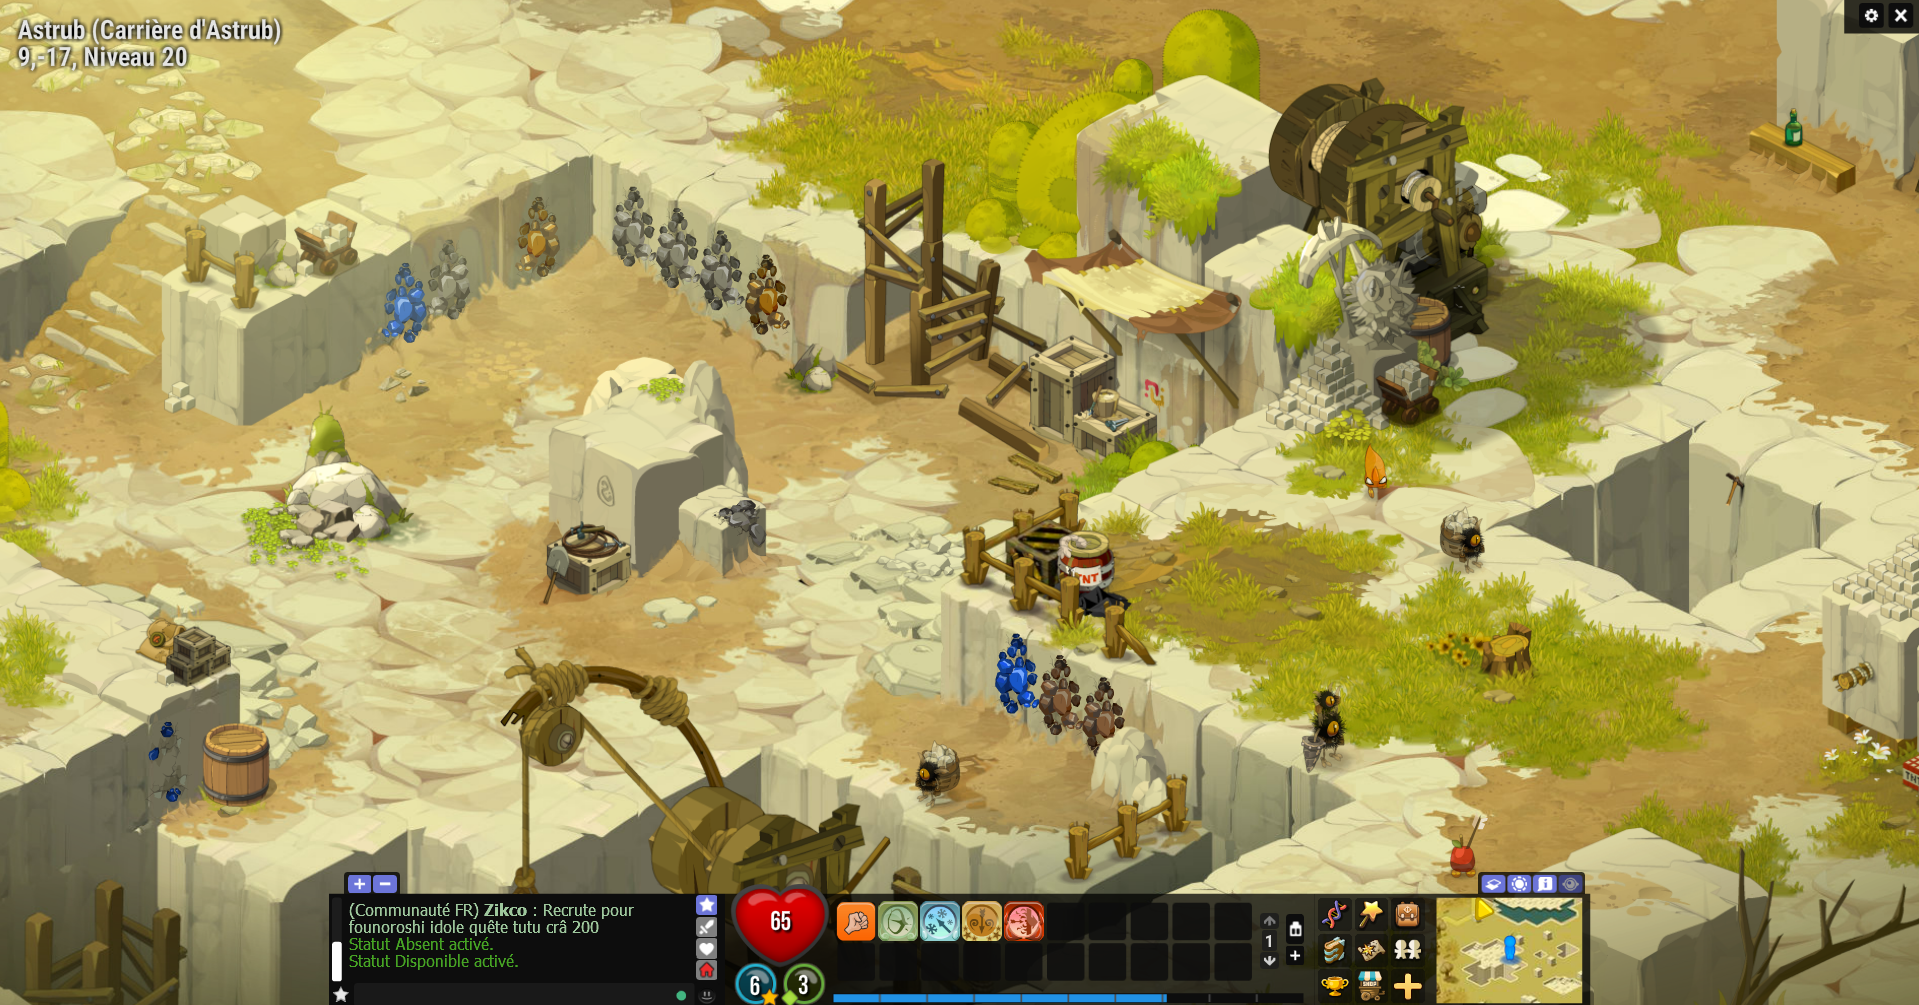 Astrub (Carrière d'Astrub)
9,-17, Niveau 20
TNT
(Communauté FR) Zikco : Recrute pour
founoroshi idole quête tutu crâ 200
Statut Absent activé.
Statut Disponible activé.
65
6
3
1
SHOP